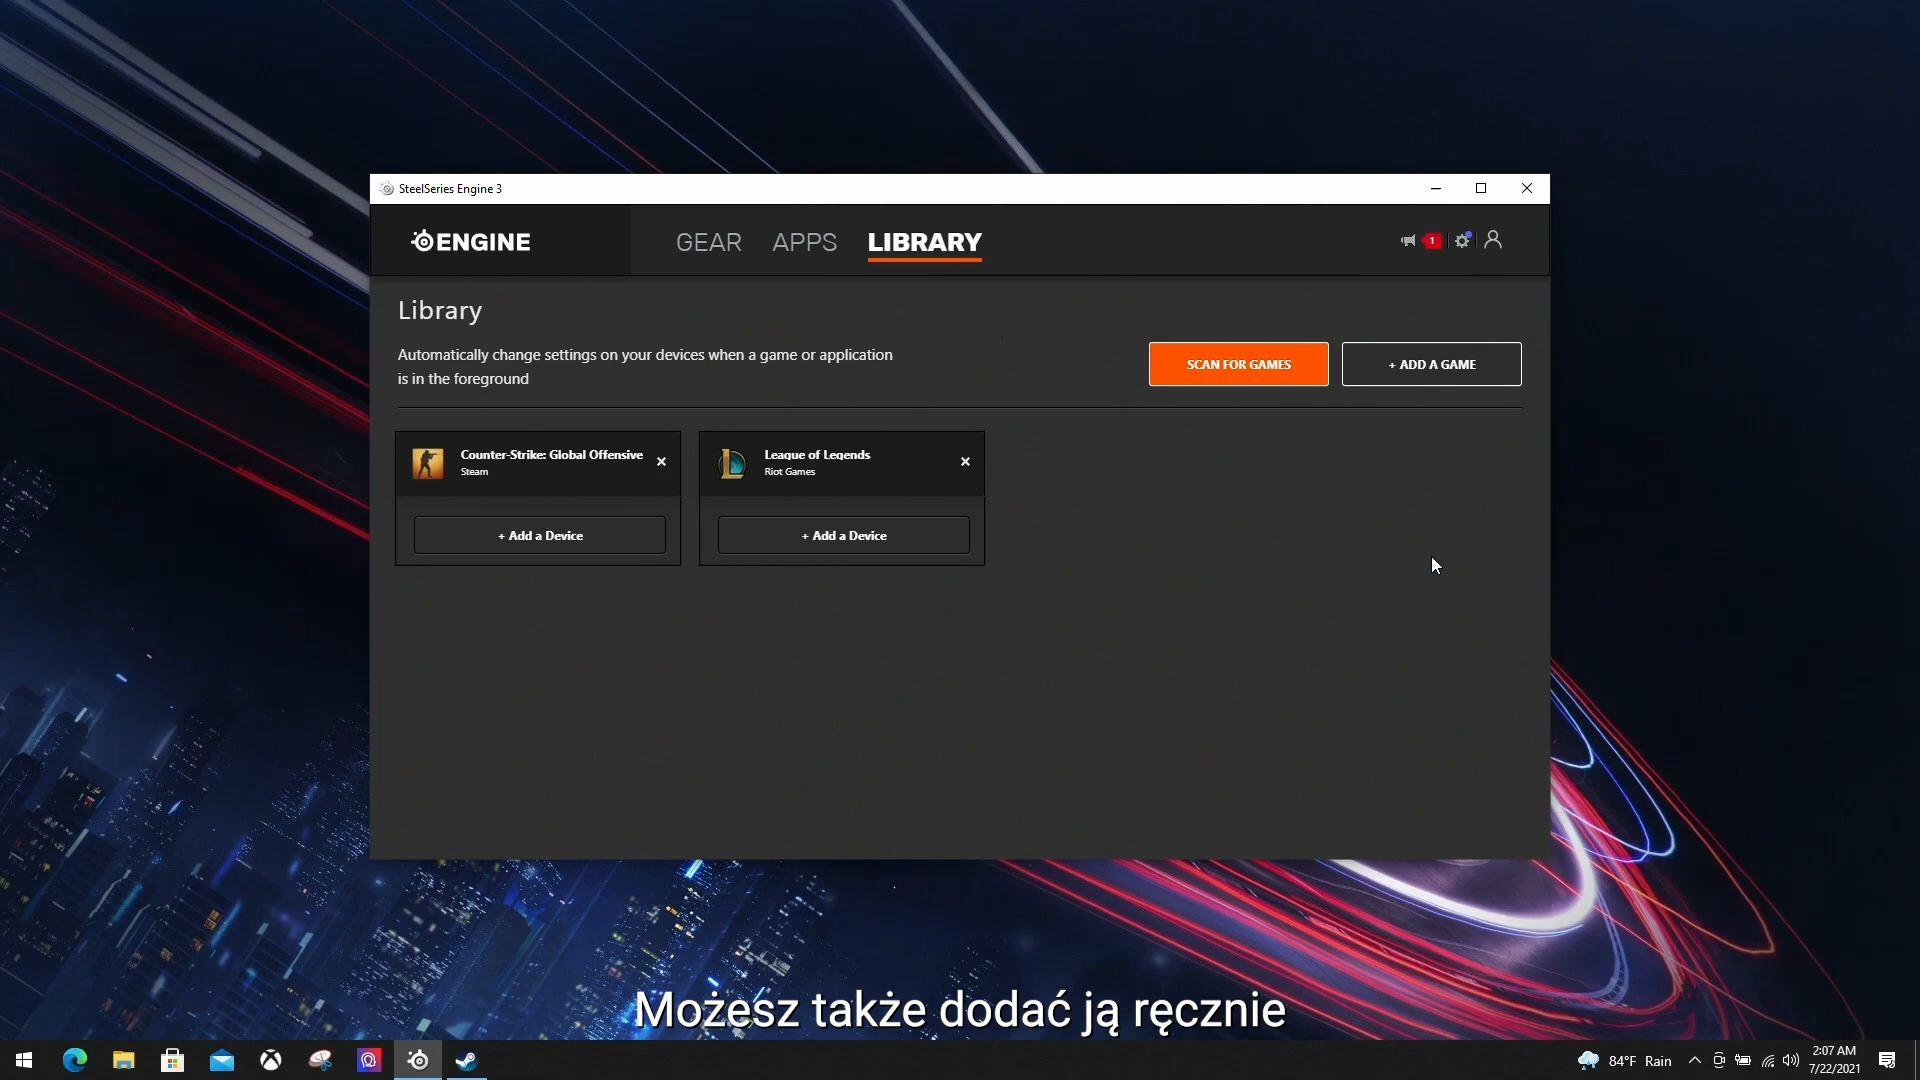 SteelSeries Engine 3
ENGINE
GEAR APPS LIBRARY
1
Library
Automatically change settings on your devices when a game or application
is in the foreground
SCAN FOR GAMES
+ ADD A GAME
Counter-Strike: Global Offensive
Steam
+ Add a Device
League of Legends
Riot Games
+ Add a Device
Możesz także dodać ją ręcznie
84°F Rain
2:07 AM
7/22/2021